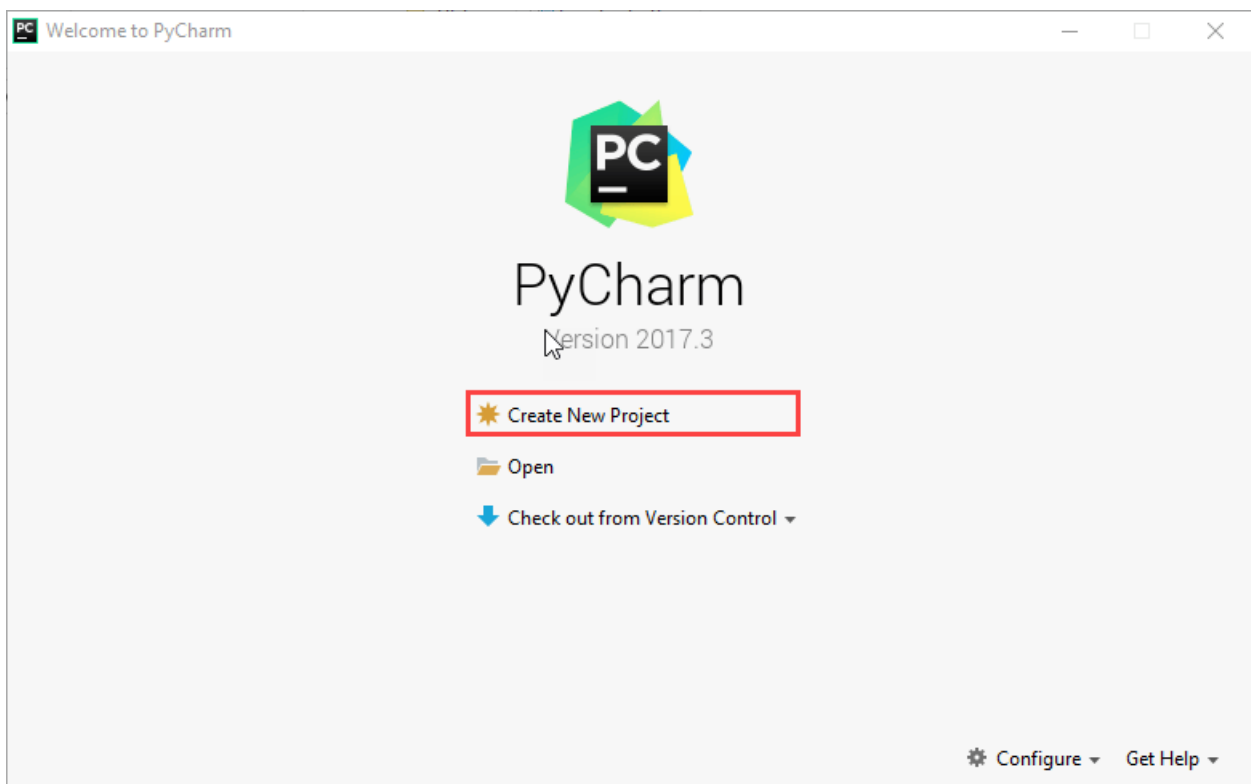 PC Welcome to PyCharm
PC
PyCharm
Version 2017.3
Create New Project
Open
Check out from Version Control
Configure Get Help